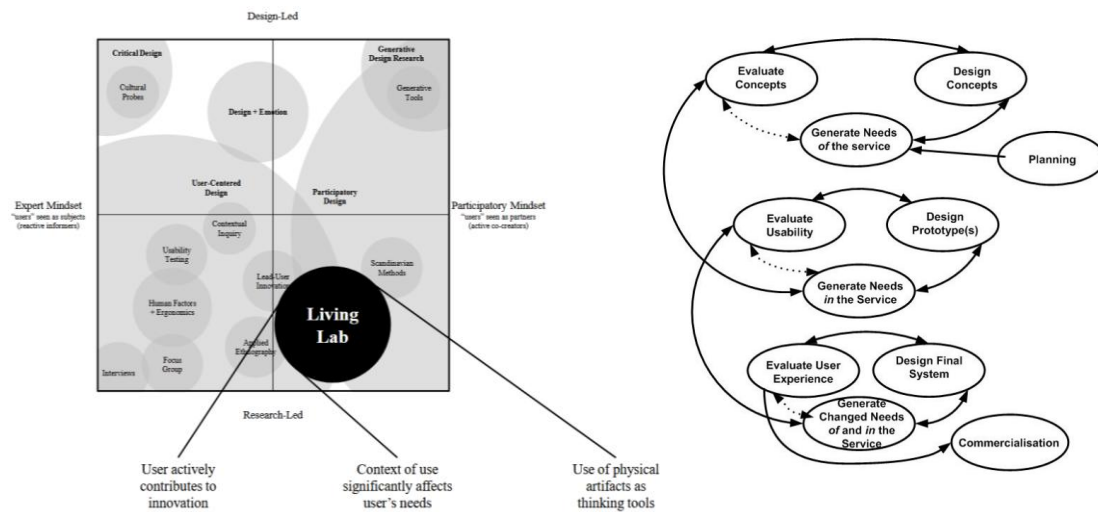 Design-Led
Critical Design
Cultural
Probes
Design + Emotion
Generative
Design Research
Generative
Tools
User-Centered
Design
Participatory
Design
Expert Mindset
"users" seen as subjects
(reactive informers)
Participatory Mindset
"users" seen as partners
(active co-creators)
Contextual
Inquiry
Usability
Testing
Lead-User
Innovation
Scandinavian
Methods
Human Factors
+ Ergonomics
Living
Lab
Applied
Ethnography
Focus
Group
Interviews
Research-Led
User actively
contributes to
innovation
Context of use
significantly affects
user's needs
Use of physical
artifacts as
thinking tools
Evaluate
Concepts
Design
Concepts
Generate Needs
of the service
Planning
Evaluate
Usability
Design
Prototype(s)
Generate Needs
in the Service
Evaluate User
Experience
Design Final
System
Generate
Changed Needs
of and in the
Service
Commercialisation